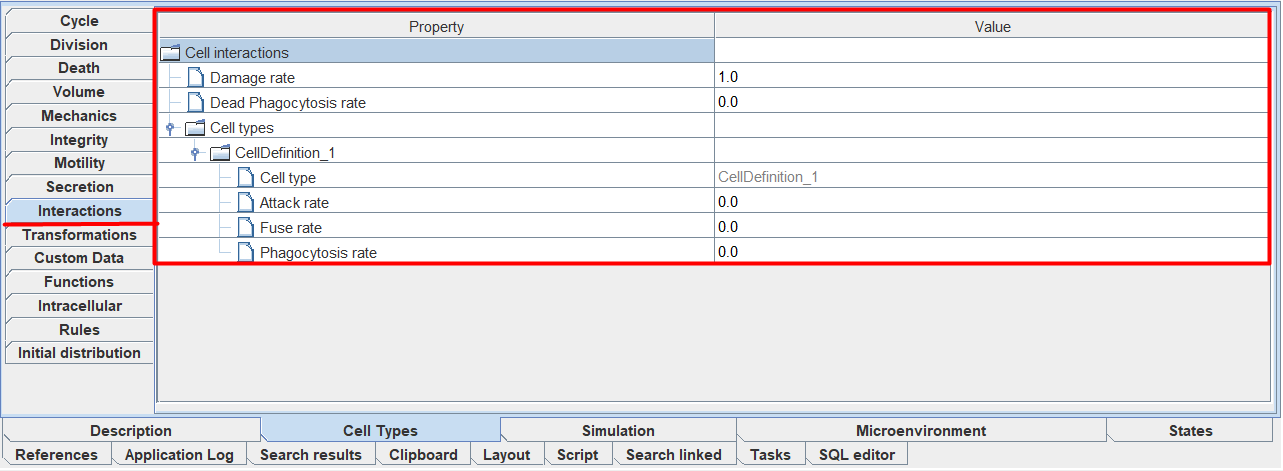 Cycle
Division
Death
Volume
Mechanics
Integrity
Motility
Secretion
Interactions
Transformations
Custom Data
Functions
Intracellular
Rules
Initial distribution
Property Value
Cell interactions
Damage rate 1.0
Dead Phagocytosis rate 0.0
Cell types
CellDefinition_1
Cell type CellDefinition_1
Attack rate 0.0
Fuse rate 0.0
Phagocytosis rate 0.0
Description Cell Types Simulation Microenvironment States
References Application Log Search results Clipboard Layout Script Search linked Tasks SQL editor